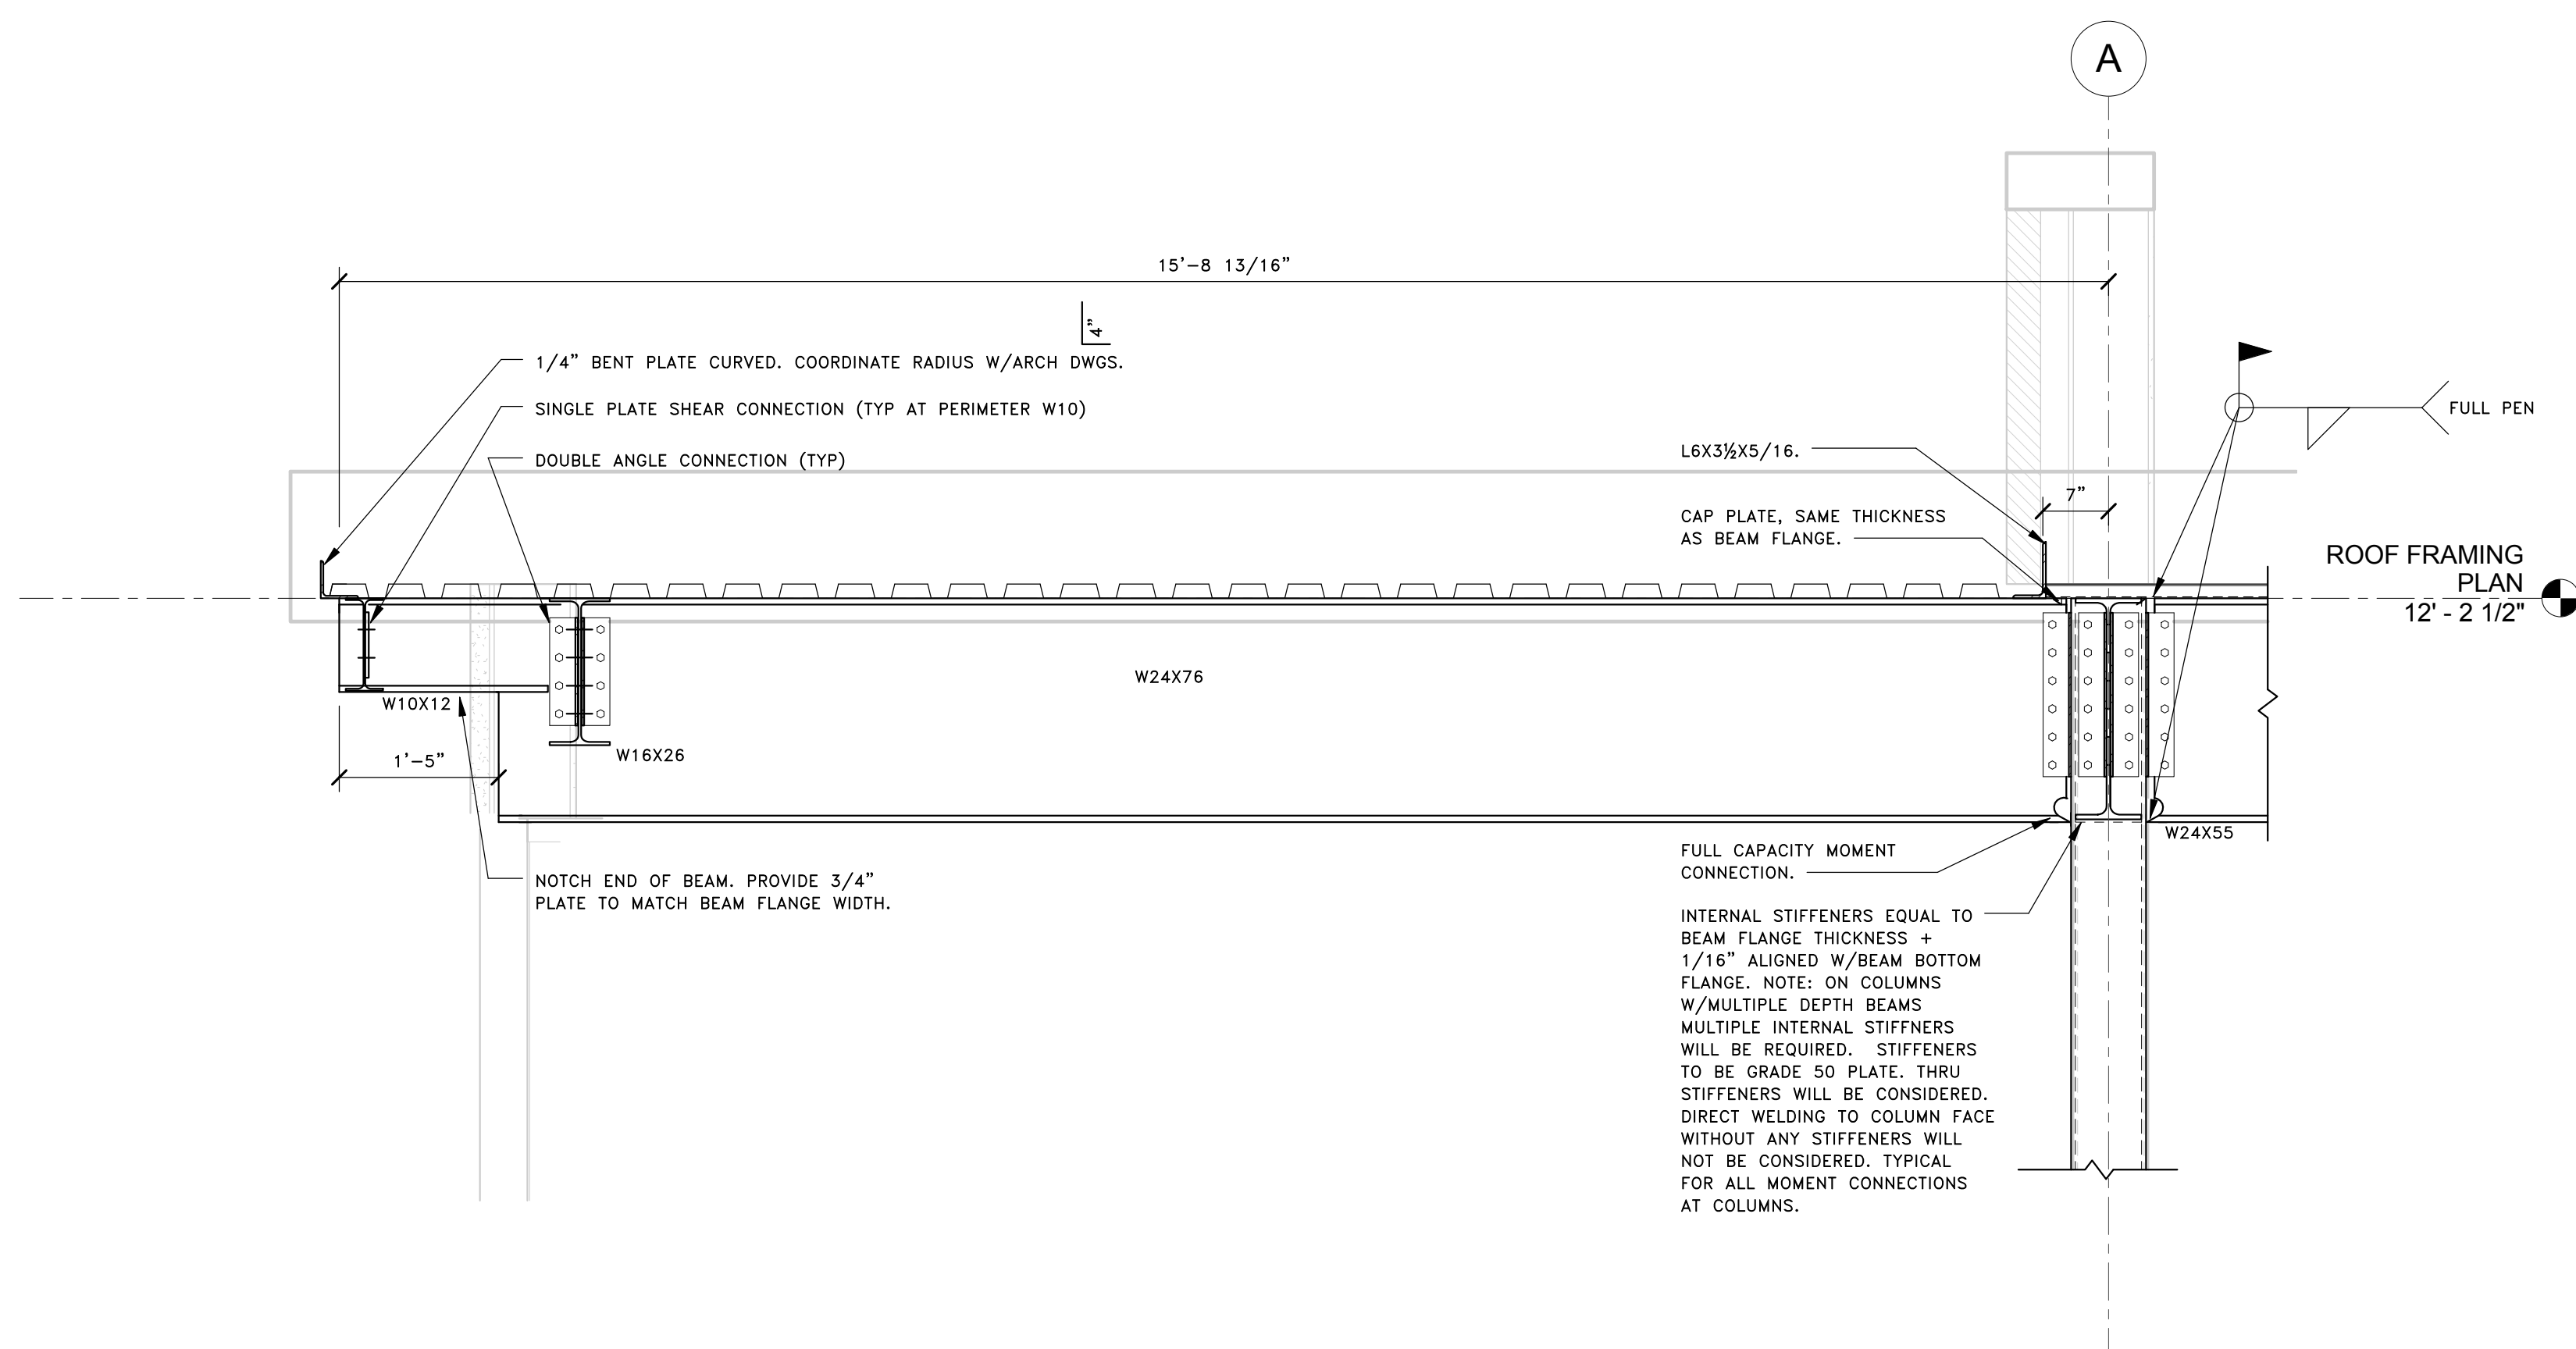 A
15'-8 13/16"
4"
1/4" BENT PLATE CURVED. COORDINATE RADIUS W/ARCH DWGS.
SINGLE PLATE SHEAR CONNECTION (TYP AT PERIMETER W10)
DOUBLE ANGLE CONNECTION (TYP)
FULL PEN
L6X3½X5/16.
7"
CAP PLATE, SAME THICKNESS
AS BEAM FLANGE.
ROOF FRAMING
PLAN
12' - 2 1/2"
W24X76
W10X12
W16X26
1'-5"
W24X55
NOTCH END OF BEAM. PROVIDE 3/4"
PLATE TO MATCH BEAM FLANGE WIDTH.
FULL CAPACITY MOMENT
CONNECTION.
INTERNAL STIFFENERS EQUAL TO
BEAM FLANGE THICKNESS +
1/16" ALIGNED W/BEAM BOTTOM
FLANGE. NOTE: ON COLUMNS
W/MULTIPLE DEPTH BEAMS
MULTIPLE INTERNAL STIFFNERS
WILL BE REQUIRED. STIFFENERS
TO BE GRADE 50 PLATE. THRU
STIFFENERS WILL BE CONSIDERED.
DIRECT WELDING TO COLUMN FACE
WITHOUT ANY STIFFENERS WILL
NOT BE CONSIDERED. TYPICAL
FOR ALL MOMENT CONNECTIONS
AT COLUMNS.